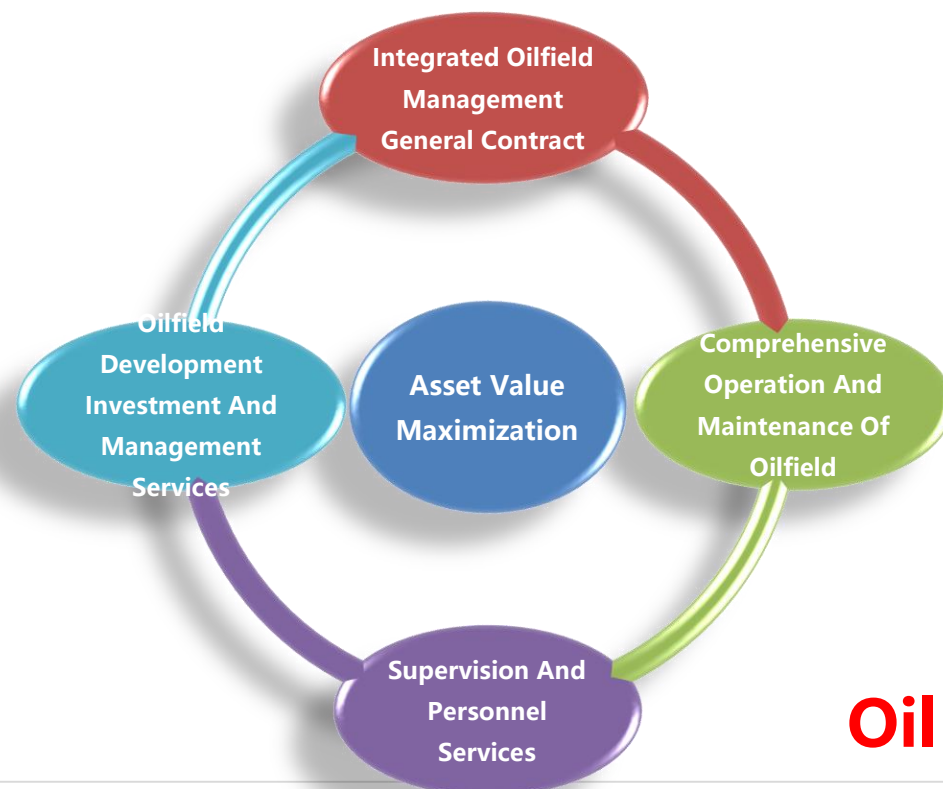 Integrated Oilfield
Management
General Contract
Oilfield
Development
Investment And
Management
Services
Asset Value
Maximization
Comprehensive
Operation And
Maintenance Of
Oilfield
Supervision And
Personnel
Services
Oil